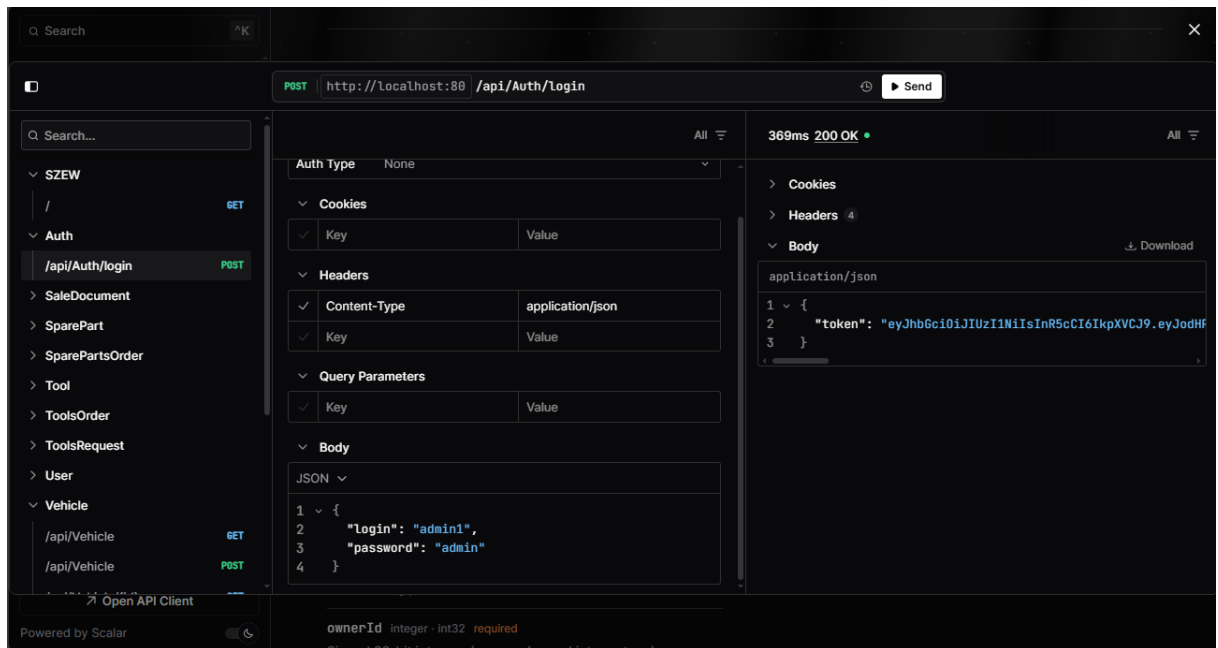 Search ^K
POST http://localhost:80 /api/Auth/login Send
Search...
SZEW
/ GET
Auth
/api/Auth/login POST
SaleDocument
SparePart
SparePartsOrder
Tool
ToolsOrder
ToolsRequest
User
Vehicle
/api/Vehicle GET
/api/Vehicle POST
Open API Client
Powered by Scalar
All
Auth Type None
Cookies
Key Value
Headers
Content-Type application/json
Key Value
Query Parameters
Key Value
Body
JSON
1 {
2 "login": "admin1",
3 "password": "admin"
4 }
369ms 200 OK All
Cookies
Headers 4
Body Download
application/json
1 {
2 "token": "eyJhbGciOiJIUzI1NiIsInR5cCI6IkpXVCJ9.eyJodHR
3 }
ownerId integer · int32 required